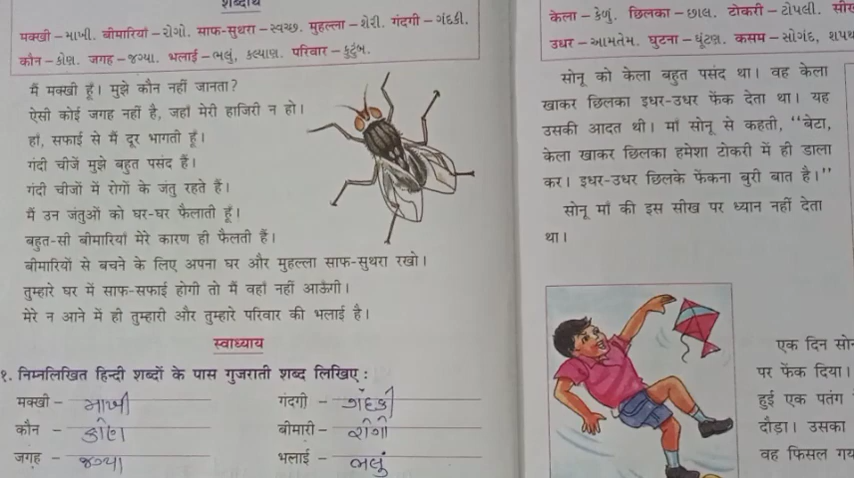 शब्दार्थ
मक्खी – માખી. बीमारियाँ – રોગો. साफ-सुथरा – સ્વચ્છ. मुहल्ला – શેરી. गंदगी – ગંદકી.
कौन – કોણ. जगह – જગ્યા. भलाई – ભલું, કલ્યાણ. परिवार – કુટુંબ.
मैं मक्खी हूँ। मुझे कौन नहीं जानता?
ऐसी कोई जगह नहीं है, जहाँ मेरी हाजिरी न हो।
हाँ, सफाई से मैं दूर भागती हूँ।
गंदी चीजें मुझे बहुत पसंद हैं।
गंदी चीजों में रोगों के जंतु रहते हैं।
मैं उन जंतुओं को घर-घर फैलाती हूँ।
बहुत-सी बीमारियाँ मेरे कारण ही फैलती हैं।
बीमारियों से बचने के लिए अपना घर और मुहल्ला साफ-सुथरा रखो।
तुम्हारे घर में साफ-सफाई होगी तो मैं वहाँ नहीं आऊँगी।
मेरे न आने में ही तुम्हारी और तुम्हारे परिवार की भलाई है।
स्वाध्याय
१. निम्नलिखित हिन्दी शब्दों के पास गुजराती शब्द लिखिए :
मक्खी – માખી गंदगी – ગંદકી
कौन – કોણ बीमारी – રોગો
जगह – જગ્યા भलाई – ભલું
केला – કેળું. छिलका – છાલ. टोकरी – ટોપલી. सीख
उधर – આમતેમ. घुटना – ઘૂંટણ. कसम – સોગંદ, શપથ
सोनू को केला बहुत पसंद था। वह केला
खाकर छिलका इधर-उधर फेंक देता था। यह
उसकी आदत थी। माँ सोनू से कहती, "बेटा,
केला खाकर छिलका हमेशा टोकरी में ही डाला
कर। इधर-उधर छिलके फेंकना बुरी बात है।"
सोनू माँ की इस सीख पर ध्यान नहीं देता
था।
एक दिन सोन
पर फेंक दिया।
हुई एक पतंग
दौड़ा। उसका
वह फिसल गय